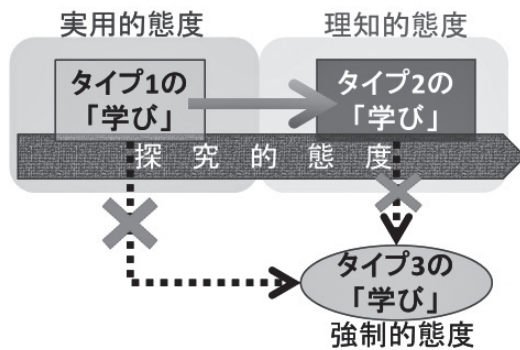 実用的態度
理知的態度
タイプ1の
「学び」
タイプ2の
「学び」
探究的態度
タイプ3の
「学び」
強制的態度